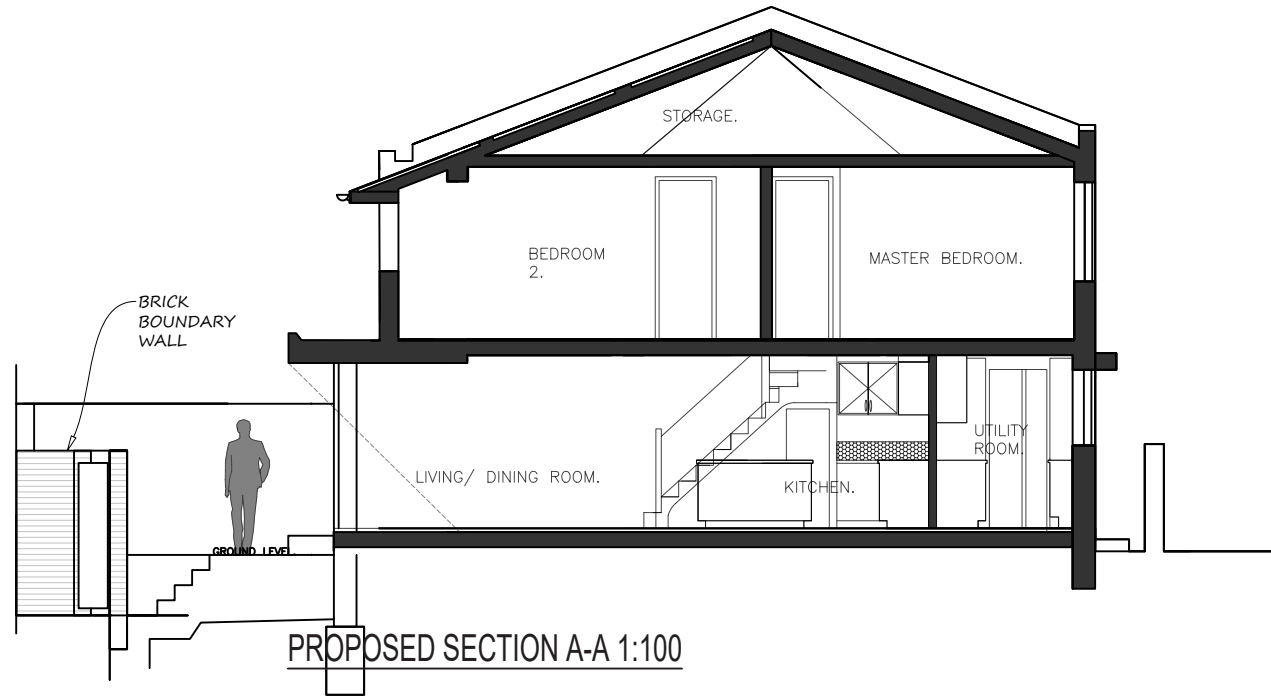 STORAGE.
BEDROOM
2.
MASTER BEDROOM.
BRICK
BOUNDARY
WALL
UTILITY
ROOM.
LIVING/ DINING ROOM.
KITCHEN.
GROUND LEVEL.
PROPOSED SECTION A-A 1:100